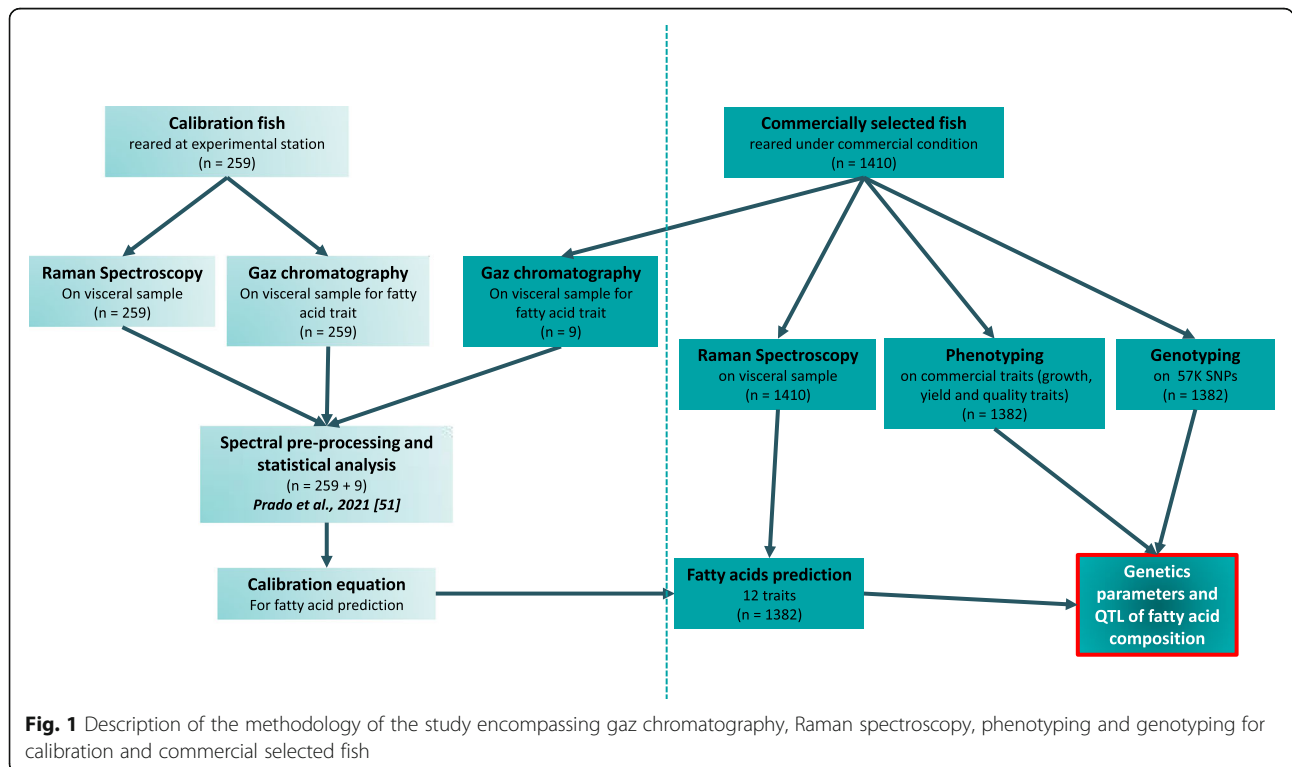 Calibration fish
reared at experimental station
(n = 259)
Commercially selected fish
reared under commercial condition
(n = 1410)
Raman Spectroscopy
On visceral sample
(n = 259)
Gaz chromatography
On visceral sample for fatty
acid trait
(n = 259)
Gaz chromatography
On visceral sample for
fatty acid trait
(n = 9)
Raman Spectroscopy
on visceral sample
(n = 1410)
Phenotyping
on commercial traits (growth,
yield and quality traits)
(n = 1382)
Genotyping
on 57K SNPs
(n = 1382)
Spectral pre-processing and
statistical analysis
(n = 259 + 9)
Prado et al., 2021 [51]
Calibration equation
For fatty acid prediction
Fatty acids prediction
12 traits
(n = 1382)
Genetics
parameters and
QTL of fatty acid
composition
Fig. 1 Description of the methodology of the study encompassing gaz chromatography, Raman spectroscopy, phenotyping and genotyping for
calibration and commercial selected fish